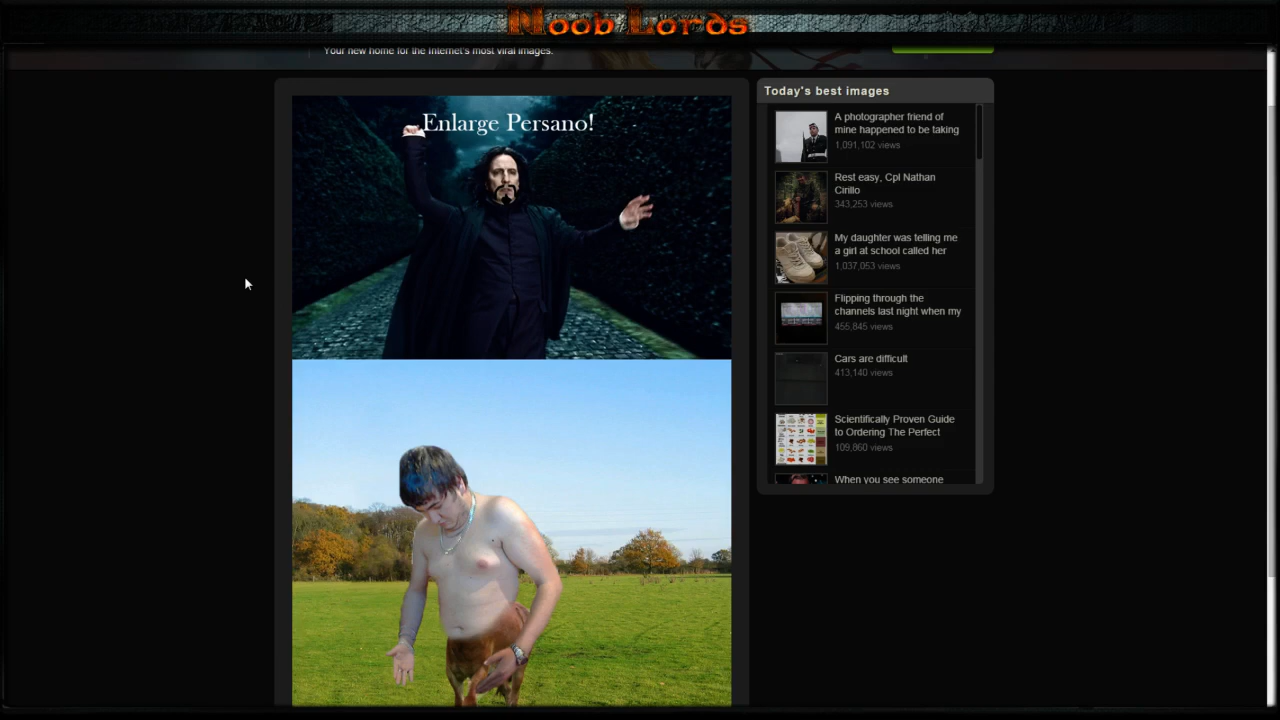 Noob Lords
Your new home for the Internet's most viral images.
Enlarge Persano!
Today's best images
A photographer friend of
mine happened to be taking
1,091,102 views
Rest easy, Cpl Nathan
Cirillo
343,253 views
My daughter was telling me
a girl at school called her
1,037,053 views
Flipping through the
channels last night when my
455,845 views
Cars are difficult
413,140 views
Scientifically Proven Guide
to Ordering The Perfect
109,860 views
When you see someone